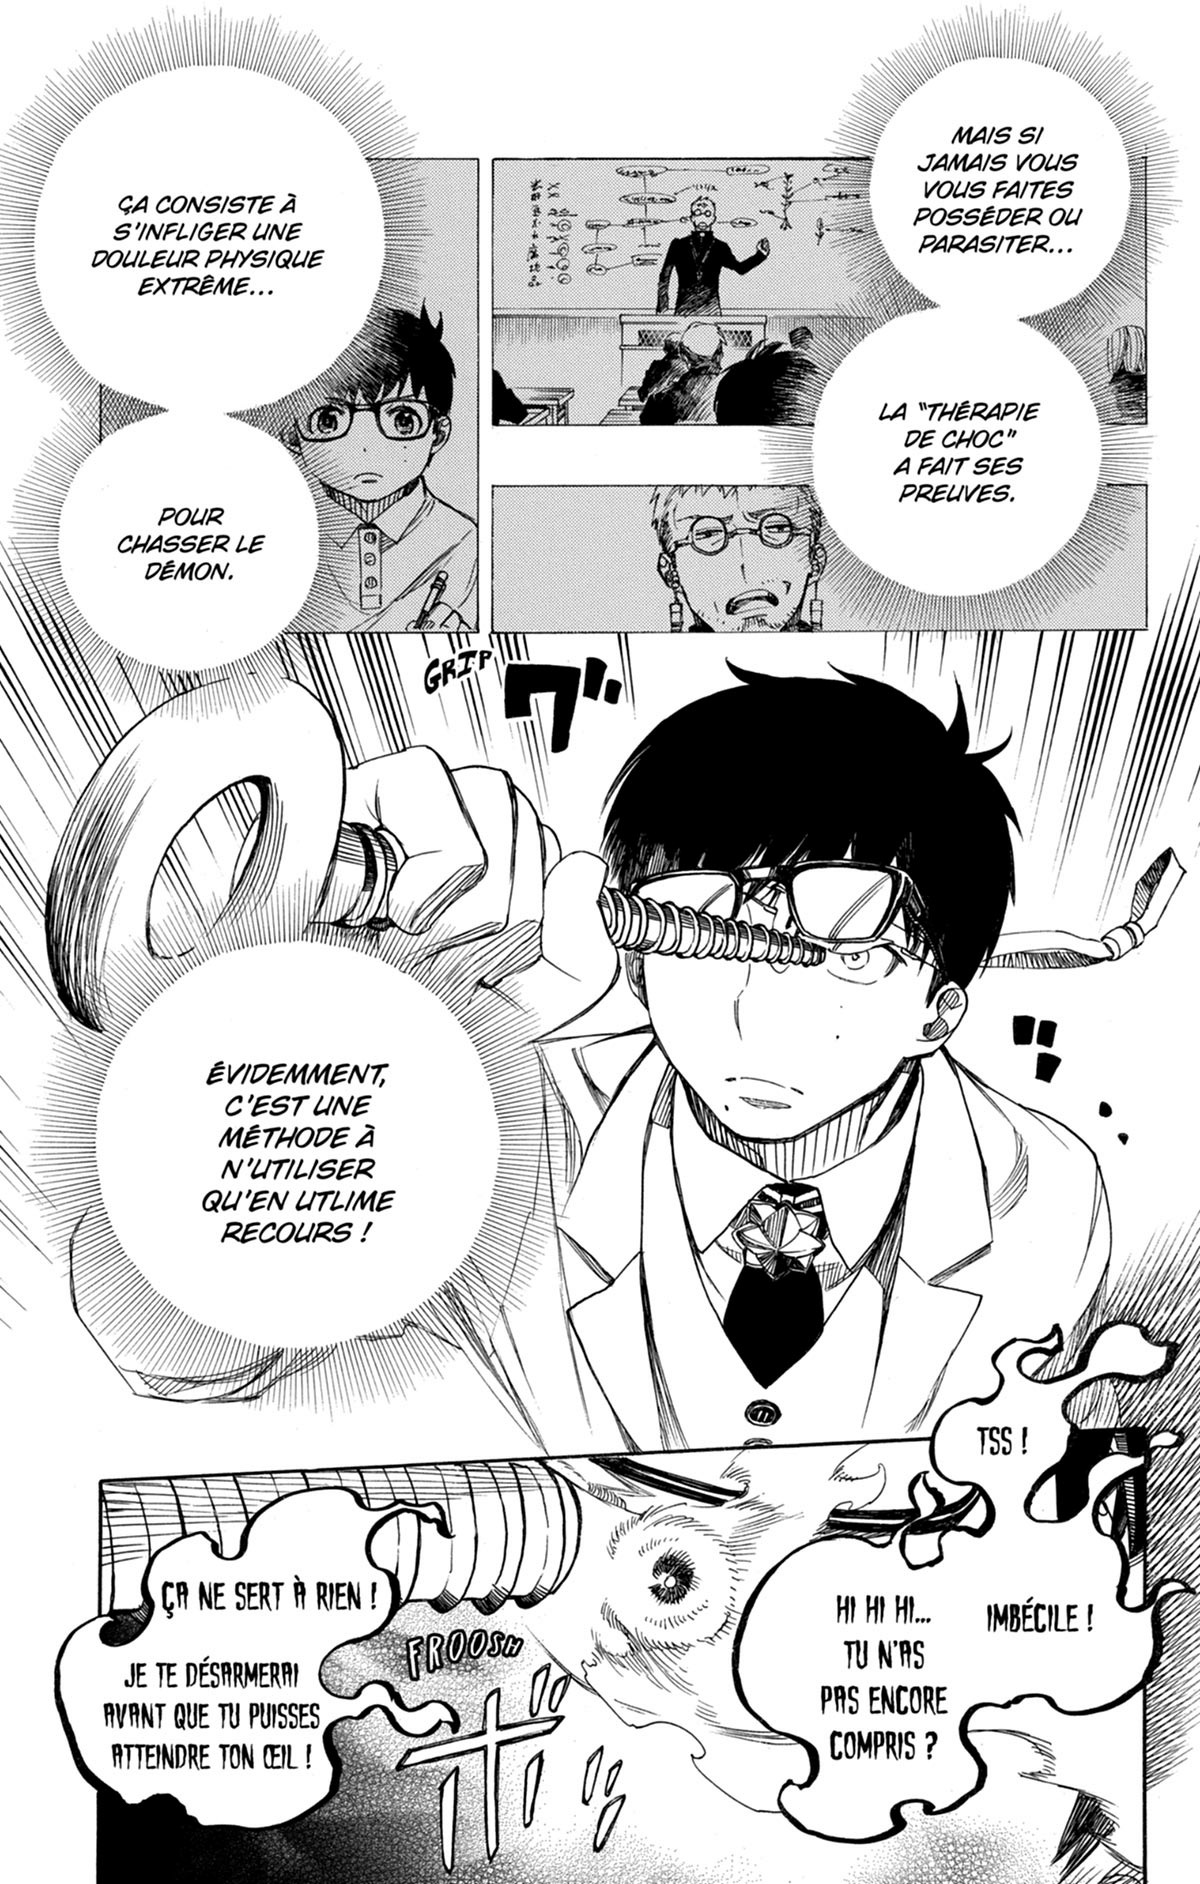 MAIS SI
JAMAIS VOUS
VOUS FAITES
POSSÉDER OU
PARASITER...
LA "THÉRAPIE
DE CHOC"
A FAIT SES
PREUVES.
ÇA CONSISTE À
S'INFLIGER UNE
DOULEUR PHYSIQUE
EXTRÊME...
POUR
CHASSER LE
DÉMON.
GRIP
グッ
ÉVIDEMMENT,
C'EST UNE
MÉTHODE À
N'UTILISER
QU'EN UTLIME
RECOURS !
TSS !
IMBÉCILE !
HI HI HI...
TU N'AS
PAS ENCORE
COMPRIS ?
FROOSH
ÇA NE SERT À RIEN !
JE TE DÉSARMERAI
AVANT QUE TU PUISSES
ATTEINDRE TON ŒIL !